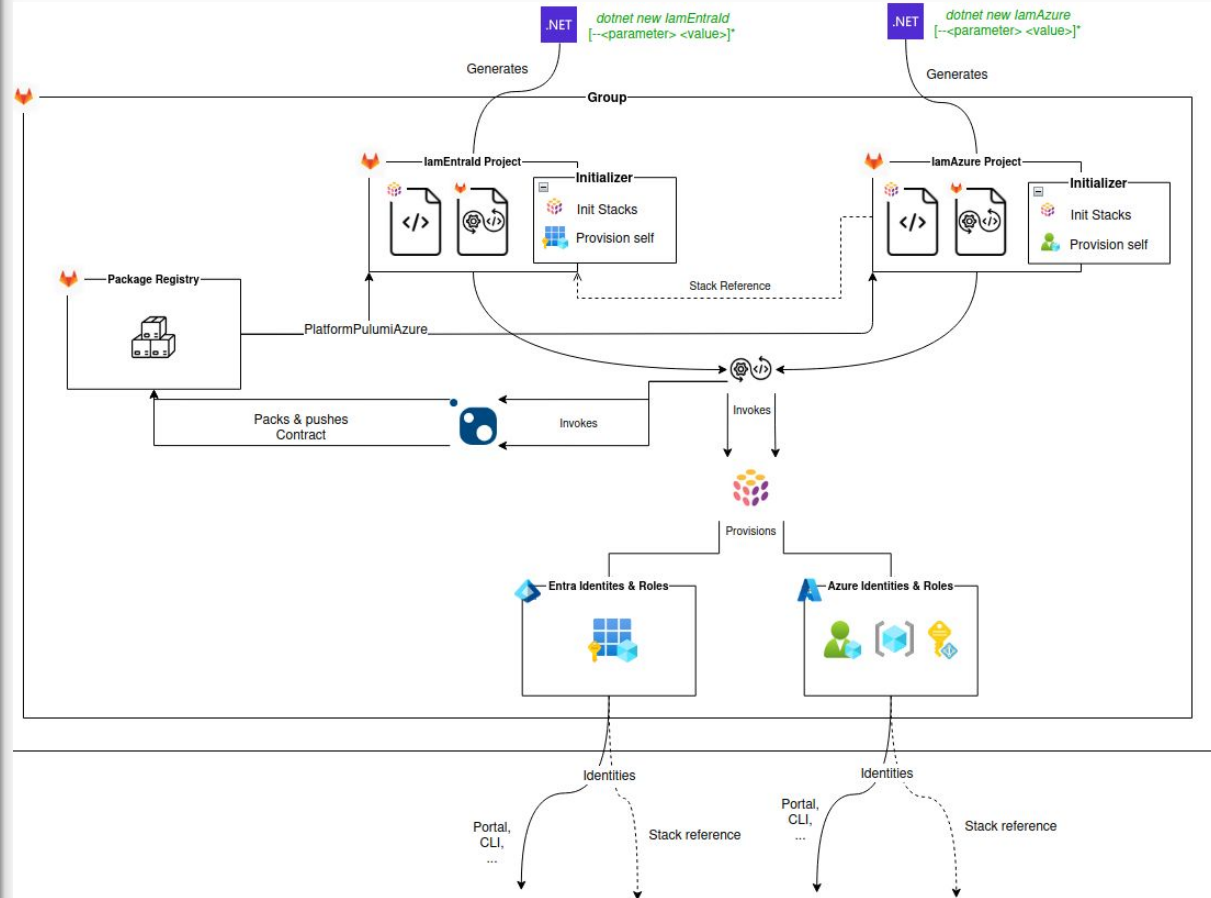 .NET
dotnet new IamEntraId
[--<parameter> <value>]*
.NET
dotnet new IamAzure
[--<parameter> <value>]*
Generates
Generates
Group
IamEntraId Project
Initializer
Init Stacks
Provision self
IamAzure Project
Initializer
Init Stacks
Provision self
Stack Reference
Package Registry
PlatformPulumiAzure
Packs & pushes
Contract
Invokes
Invokes
Provisions
Entra Identites & Roles
Azure Identities & Roles
Identities
Identities
Portal,
CLI,
...
Stack reference
Portal,
CLI,
...
Stack reference